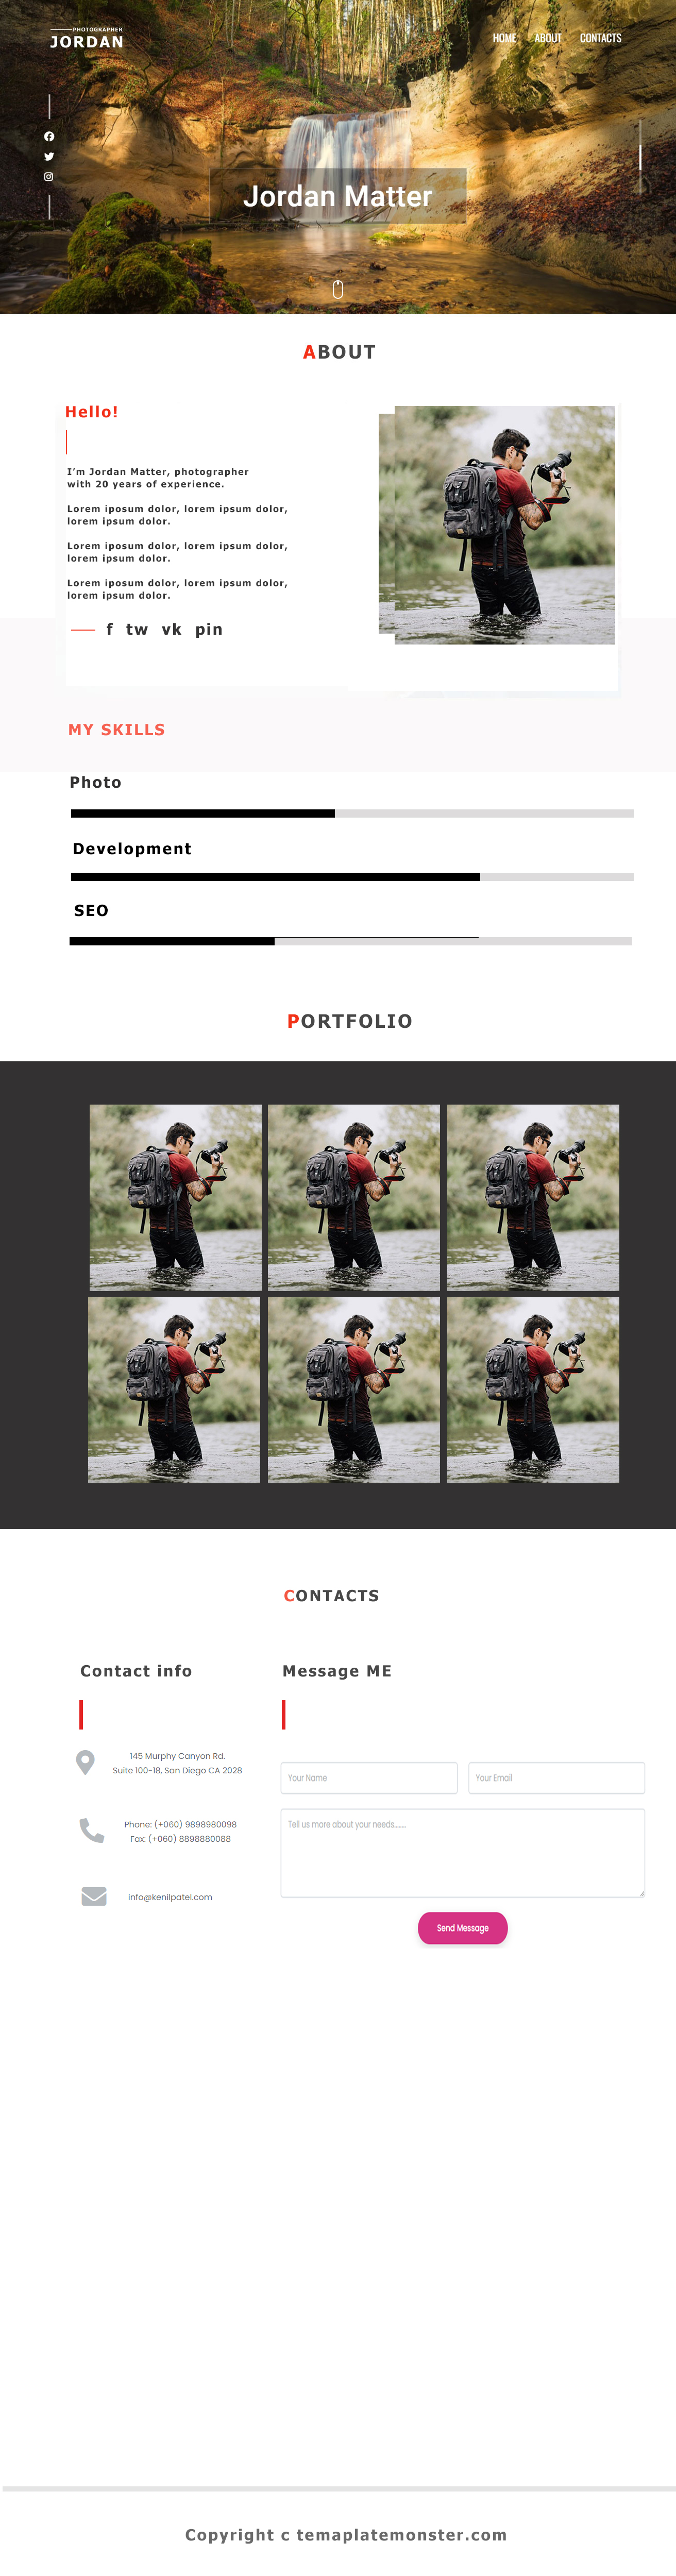 PHOTOGRAPHER
JORDAN
HOME ABOUT CONTACTS
Jordan Matter
ABOUT
Hello!
I'm Jordan Matter, photographer
with 20 years of experience.
Lorem iposum dolor, lorem ipsum dolor,
lorem ipsum dolor.
Lorem iposum dolor, lorem ipsum dolor,
lorem ipsum dolor.
Lorem iposum dolor, lorem ipsum dolor,
lorem ipsum dolor.
f tw vk pin
MY SKILLS
Photo
Development
SEO
PORTFOLIO
CONTACTS
Contact info
145 Murphy Canyon Rd.
Suite 100-18, San Diego CA 2028
Phone: (+060) 9898980098
Fax: (+060) 8898880088
info@kenilpatel.com
Message ME
Your Name
Your Email
Tell us more about your needs........
Send Message
Copyright c temaplatemonster.com